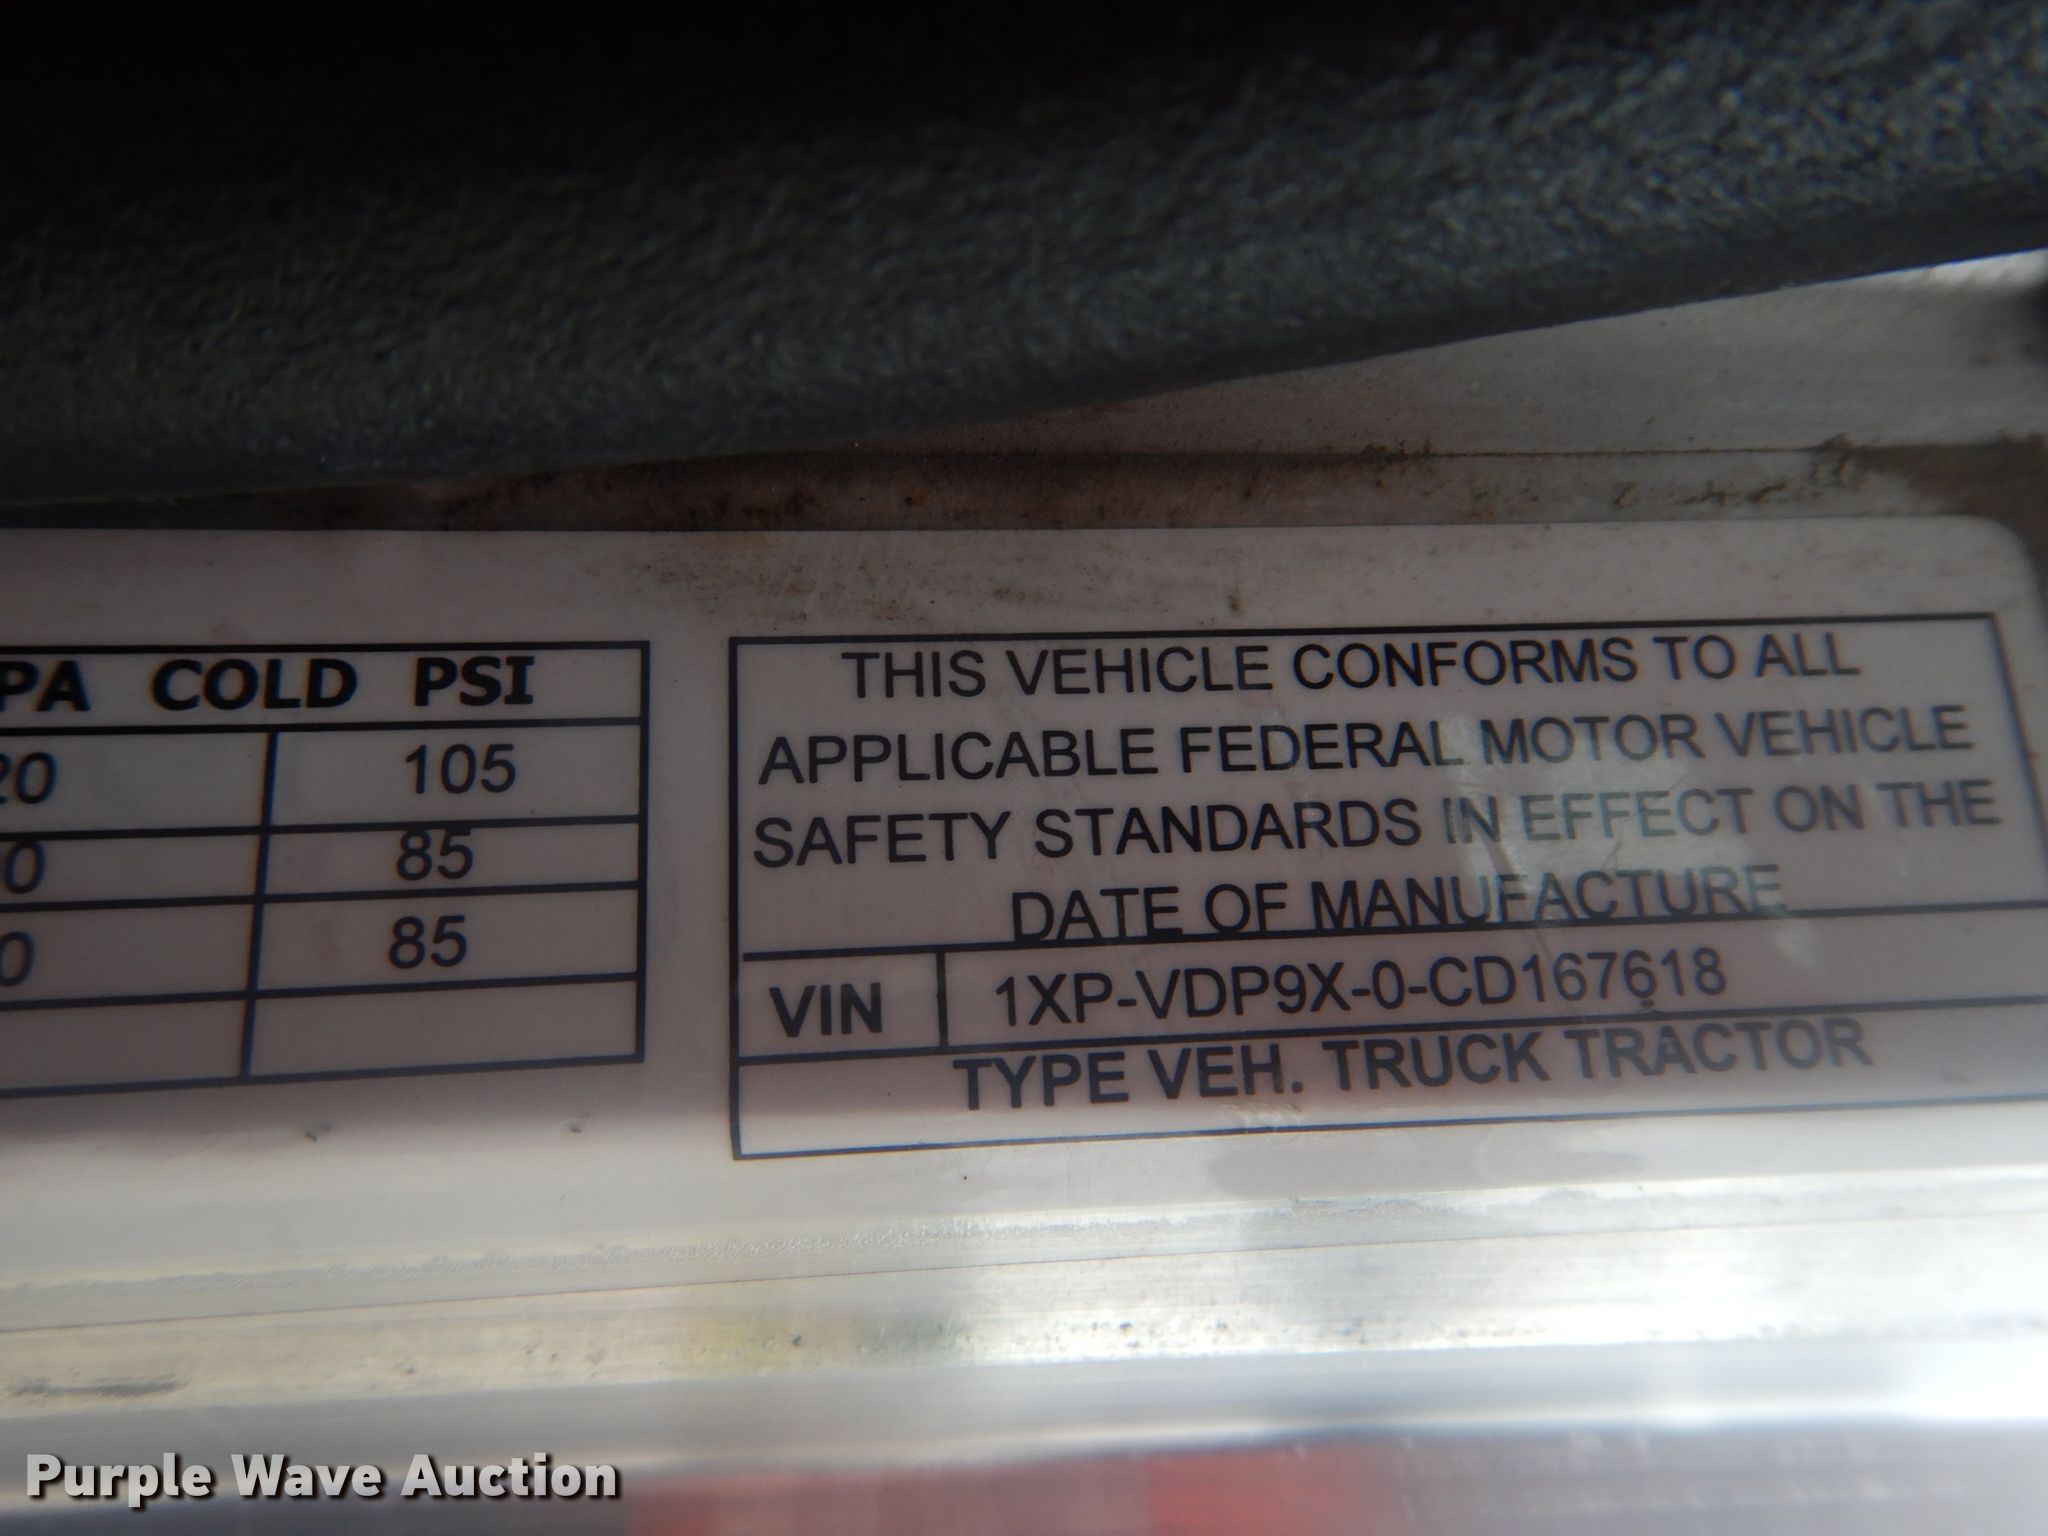 PA COLD PSI
20 105
0 85
0 85
THIS VEHICLE CONFORMS TO ALL
APPLICABLE FEDERAL MOTOR VEHICLE
SAFETY STANDARDS IN EFFECT ON THE
DATE OF MANUFACTURE
VIN 1XP-VDP9X-0-CD167618
TYPE VEH. TRUCK TRACTOR
Purple Wave Auction